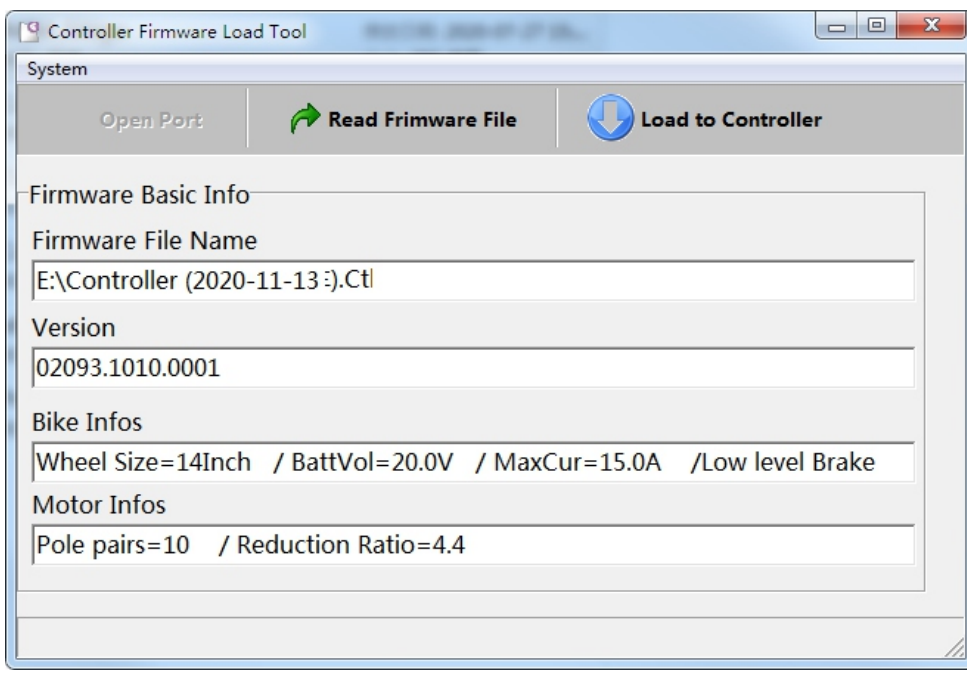 Controller Firmware Load Tool
System
Open Port
Read Frimware File
Load to Controller
Firmware Basic Info
Firmware File Name
E:\Controller (2020-11-13 ).Ctl
Version
02093.1010.0001
Bike Infos
Wheel Size=14Inch / BattVol=20.0V / MaxCur=15.0A /Low level Brake
Motor Infos
Pole pairs=10 / Reduction Ratio=4.4